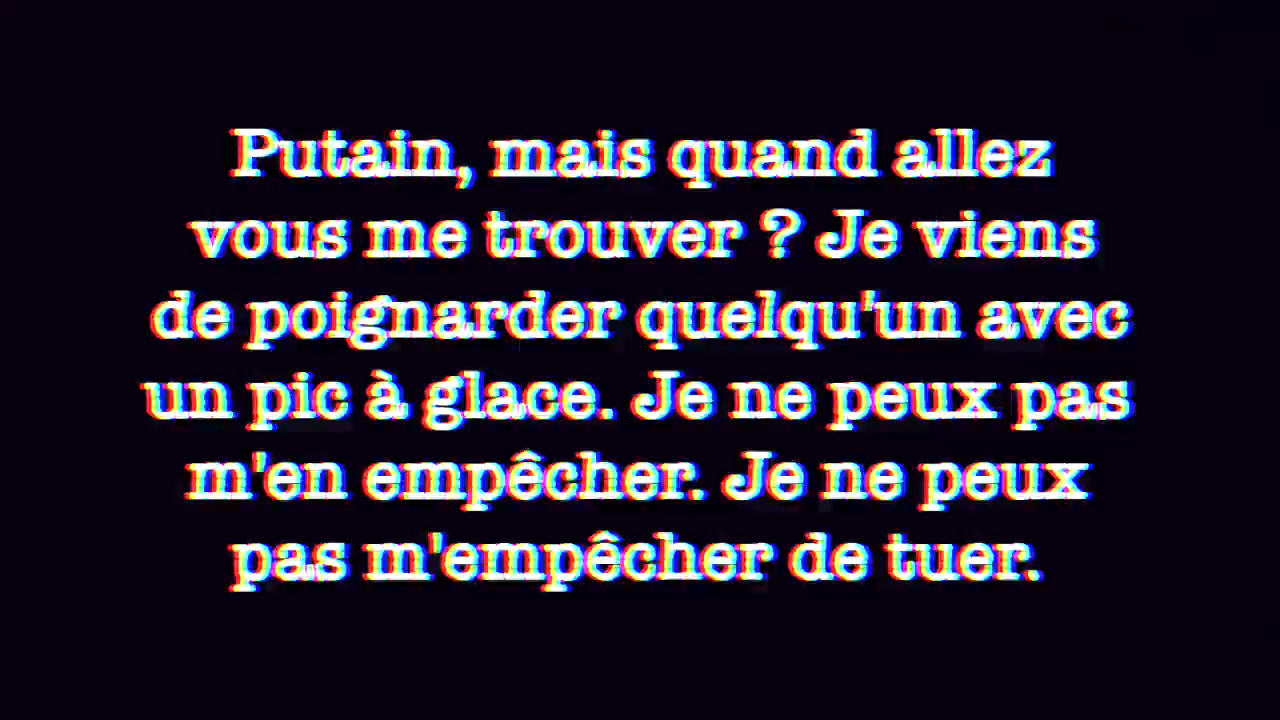 Putain, mais quand allez
vous me trouver ? Je viens
de poignarder quelqu'un avec
un pic à glace. Je ne peux pas
m'en empêcher. Je ne peux
pas m'empêcher de tuer.